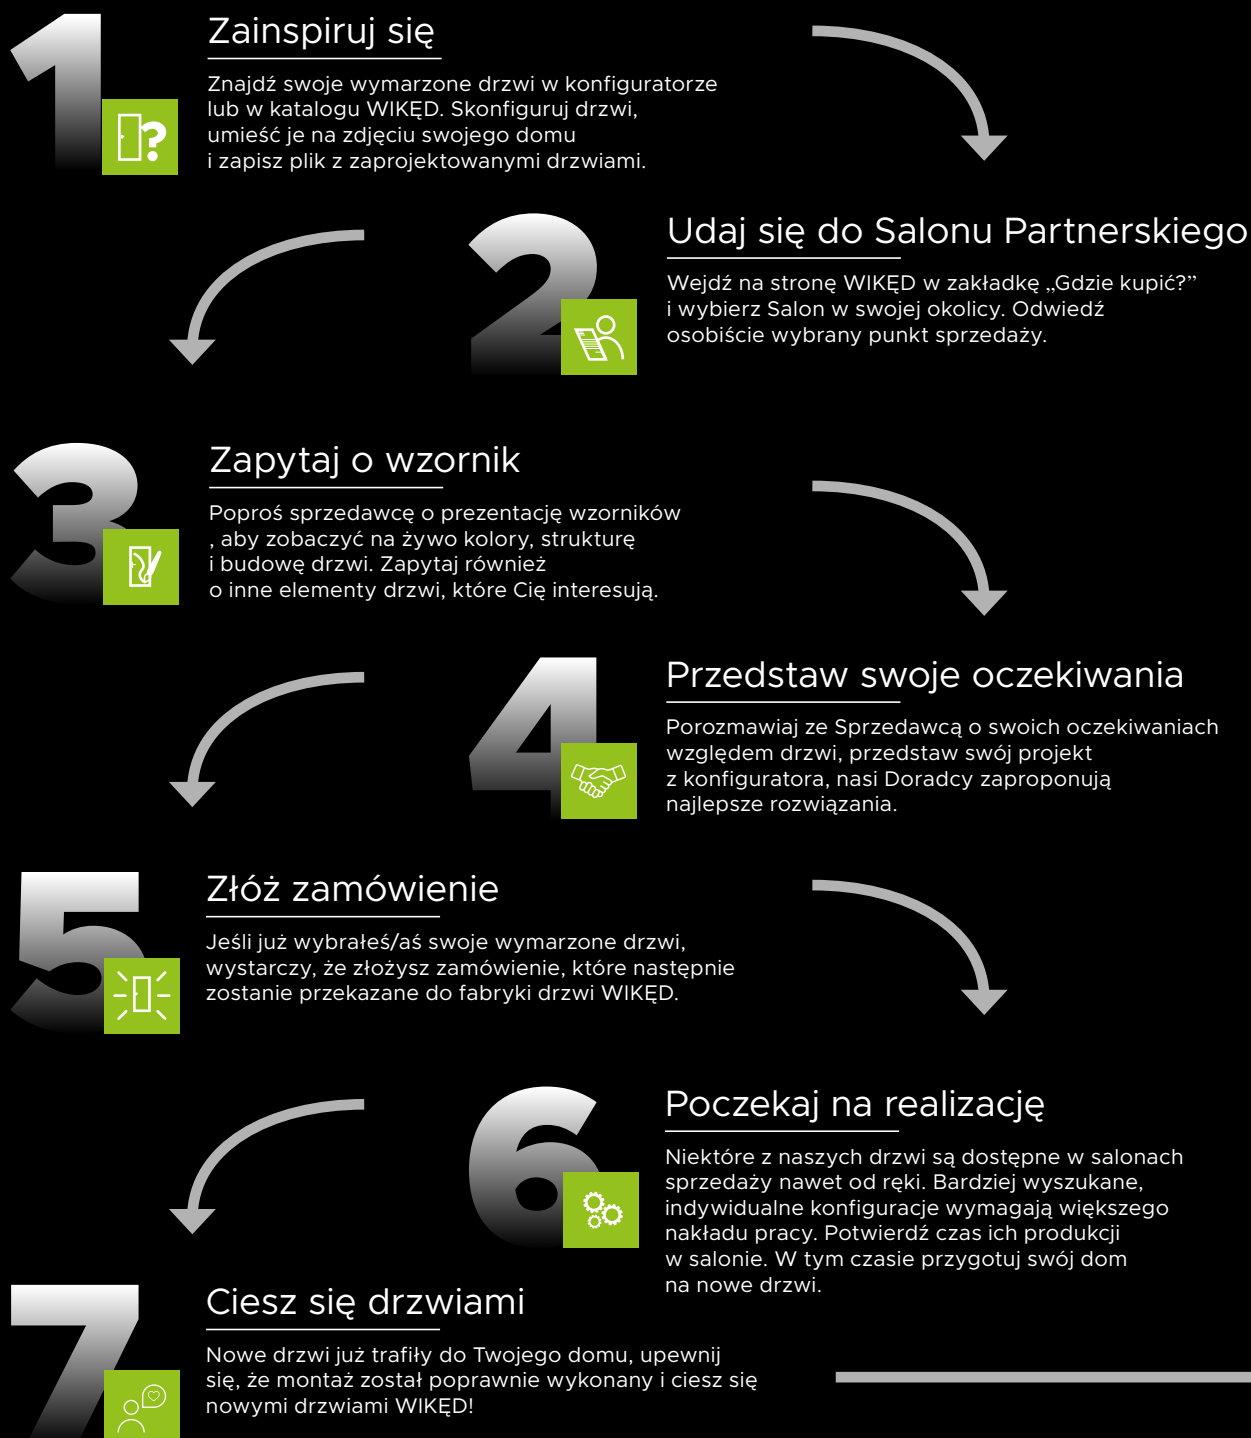 1
Zainspiruj się
Znajdź swoje wymarzone drzwi w konfiguratorze
lub w katalogu WIKĘD. Skonfiguruj drzwi,
umieść je na zdjęciu swojego domu
i zapisz plik z zaprojektowanymi drzwiami.
?
2
Udaj się do Salonu Partnerskiego
Wejdź na stronę WIKĘD w zakładkę „Gdzie kupić?”
i wybierz Salon w swojej okolicy. Odwiedź
osobiście wybrany punkt sprzedaży.
3
Zapytaj o wzornik
Poproś sprzedawcę o prezentację wzorników
, aby zobaczyć na żywo kolory, strukturę
i budowę drzwi. Zapytaj również
o inne elementy drzwi, które Cię interesują.
4
Przedstaw swoje oczekiwania
Porozmawiaj ze Sprzedawcą o swoich oczekiwaniach
względem drzwi, przedstaw swój projekt
z konfiguratora, nasi Doradcy zaproponują
najlepsze rozwiązania.
5
Złóż zamówienie
Jeśli już wybrałeś/aś swoje wymarzone drzwi,
wystarczy, że złożysz zamówienie, które następnie
zostanie przekazane do fabryki drzwi WIKĘD.
6
Poczekaj na realizację
Niektóre z naszych drzwi są dostępne w salonach
sprzedaży nawet od ręki. Bardziej wyszukane,
indywidualne konfiguracje wymagają większego
nakładu pracy. Potwierdź czas ich produkcji
w salonie. W tym czasie przygotuj swój dom
na nowe drzwi.
7
Ciesz się drzwiami
Nowe drzwi już trafiły do Twojego domu, upewnij
się, że montaż został poprawnie wykonany i ciesz się
nowymi drzwiami WIKĘD!